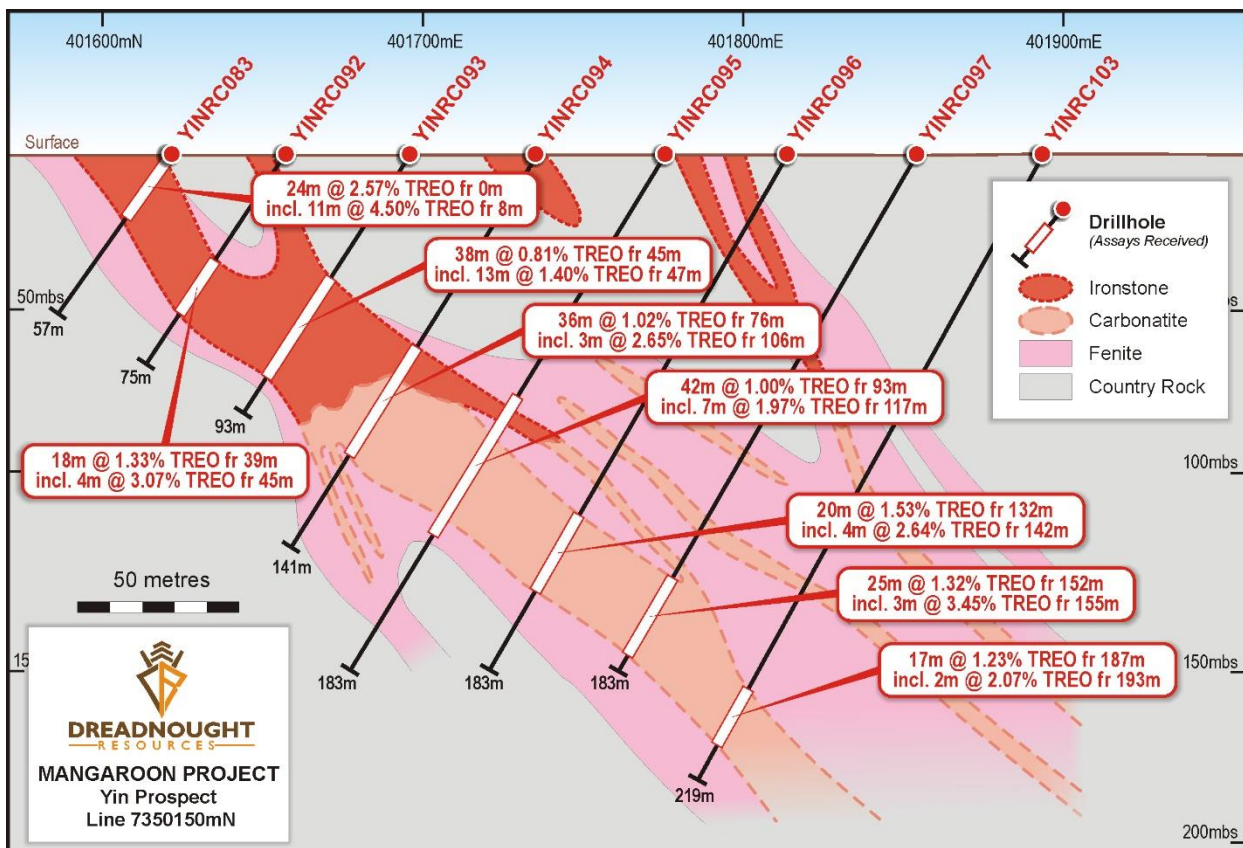 401600mN
401700mE
401800mE
401900mE
YINRC083
YINRC092
YINRC093
YINRC094
YINRC095
YINRC096
YINRC097
YINRC103
Surface
24m @ 2.57% TREO fr 0m
incl. 11m @ 4.50% TREO fr 8m
38m @ 0.81% TREO fr 45m
incl. 13m @ 1.40% TREO fr 47m
36m @ 1.02% TREO fr 76m
incl. 3m @ 2.65% TREO fr 106m
42m @ 1.00% TREO fr 93m
incl. 7m @ 1.97% TREO fr 117m
18m @ 1.33% TREO fr 39m
incl. 4m @ 3.07% TREO fr 45m
20m @ 1.53% TREO fr 132m
incl. 4m @ 2.64% TREO fr 142m
25m @ 1.32% TREO fr 152m
incl. 3m @ 3.45% TREO fr 155m
17m @ 1.23% TREO fr 187m
incl. 2m @ 2.07% TREO fr 193m
Drillhole
(Assays Received)
Ironstone
Carbonatite
Fenite
Country Rock
50mbs
57m
75m
93m
141m
183m
183m
183m
219m
bs
100mbs
150mbs
200mbs
15
50 metres
DREADNOUGHT
RESOURCES
MANGAROON PROJECT
Yin Prospect
Line 7350150mN